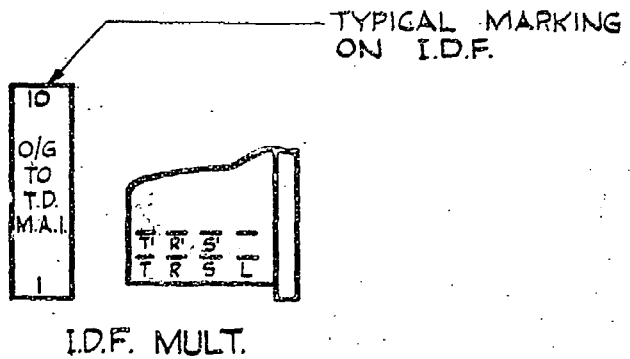 TYPICAL MARKING
ON I.D.F.
10
O/G
TO
T.D.
M.A.I.
1
T' R' S' —
T R S L
I.D.F. MULT.